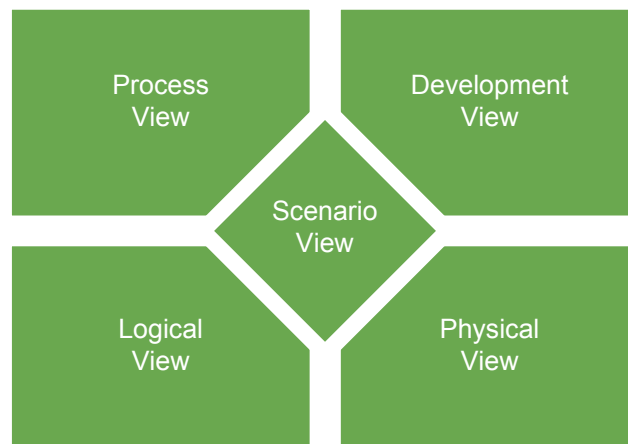 Process
View
Development
View
Scenario
View
Logical
View
Physical
View